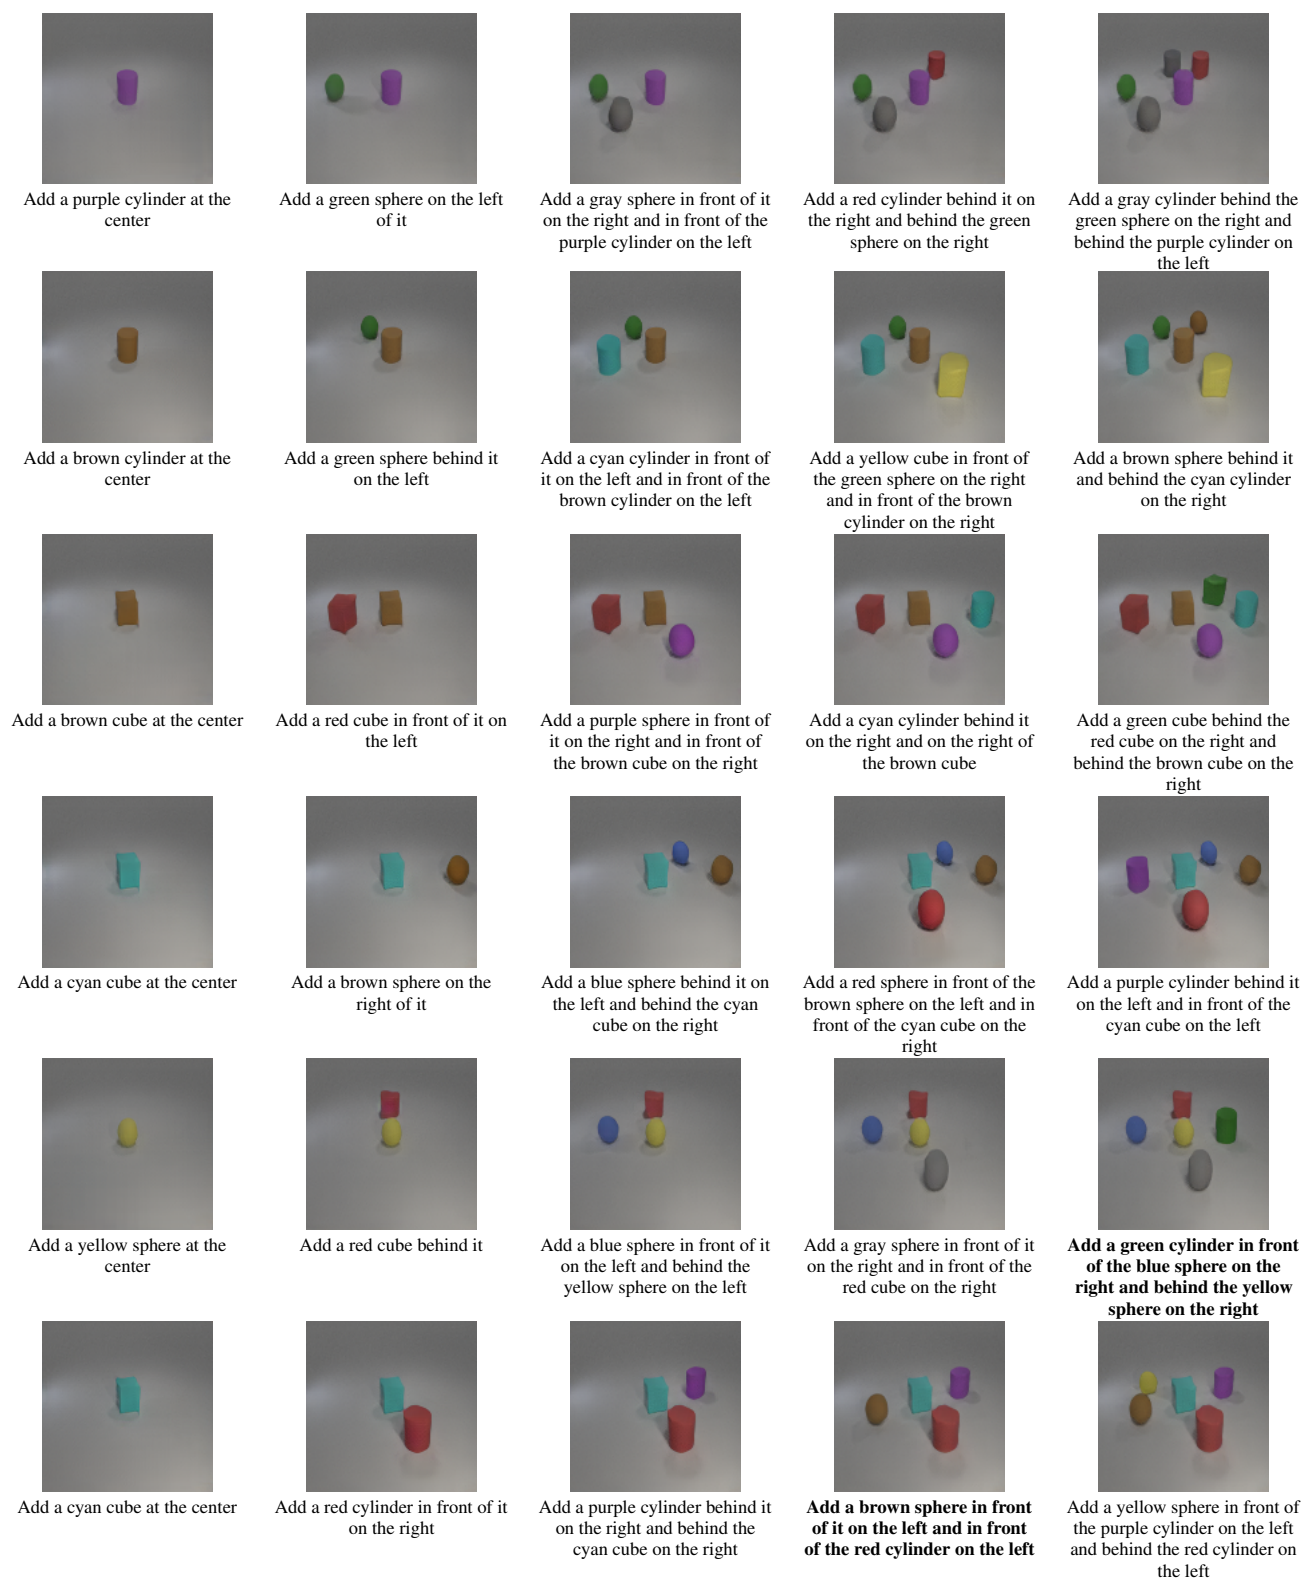 Add a purple cylinder at the
center
Add a green sphere on the left
of it
Add a gray sphere in front of it
on the right and in front of the
purple cylinder on the left
Add a red cylinder behind it on
the right and behind the green
sphere on the right
Add a gray cylinder behind the
green sphere on the right and
behind the purple cylinder on
the left
Add a brown cylinder at the
center
Add a green sphere behind it
on the left
Add a cyan cylinder in front of
it on the left and in front of the
brown cylinder on the left
Add a yellow cube in front of
the green sphere on the right
and in front of the brown
cylinder on the right
Add a brown sphere behind it
and behind the cyan cylinder
on the right
Add a brown cube at the center
Add a red cube in front of it on
the left
Add a purple sphere in front of
it on the right and in front of
the brown cube on the right
Add a cyan cylinder behind it
on the right and on the right of
the brown cube
Add a green cube behind the
red cube on the right and
behind the brown cube on the
right
Add a cyan cube at the center
Add a brown sphere on the
right of it
Add a blue sphere behind it on
the left and behind the cyan
cube on the right
Add a red sphere in front of the
brown sphere on the left and in
front of the cyan cube on the
right
Add a purple cylinder behind it
on the left and in front of the
cyan cube on the left
Add a yellow sphere at the
center
Add a red cube behind it
Add a blue sphere in front of it
on the left and behind the
yellow sphere on the left
Add a gray sphere in front of it
on the right and in front of the
red cube on the right
Add a green cylinder in front
of the blue sphere on the
right and behind the yellow
sphere on the right
Add a cyan cube at the center
Add a red cylinder in front of it
on the right
Add a purple cylinder behind it
on the right and behind the
cyan cube on the right
Add a brown sphere in front
of it on the left and in front
of the red cylinder on the left
Add a yellow sphere in front of
the purple cylinder on the left
and behind the red cylinder on
the left